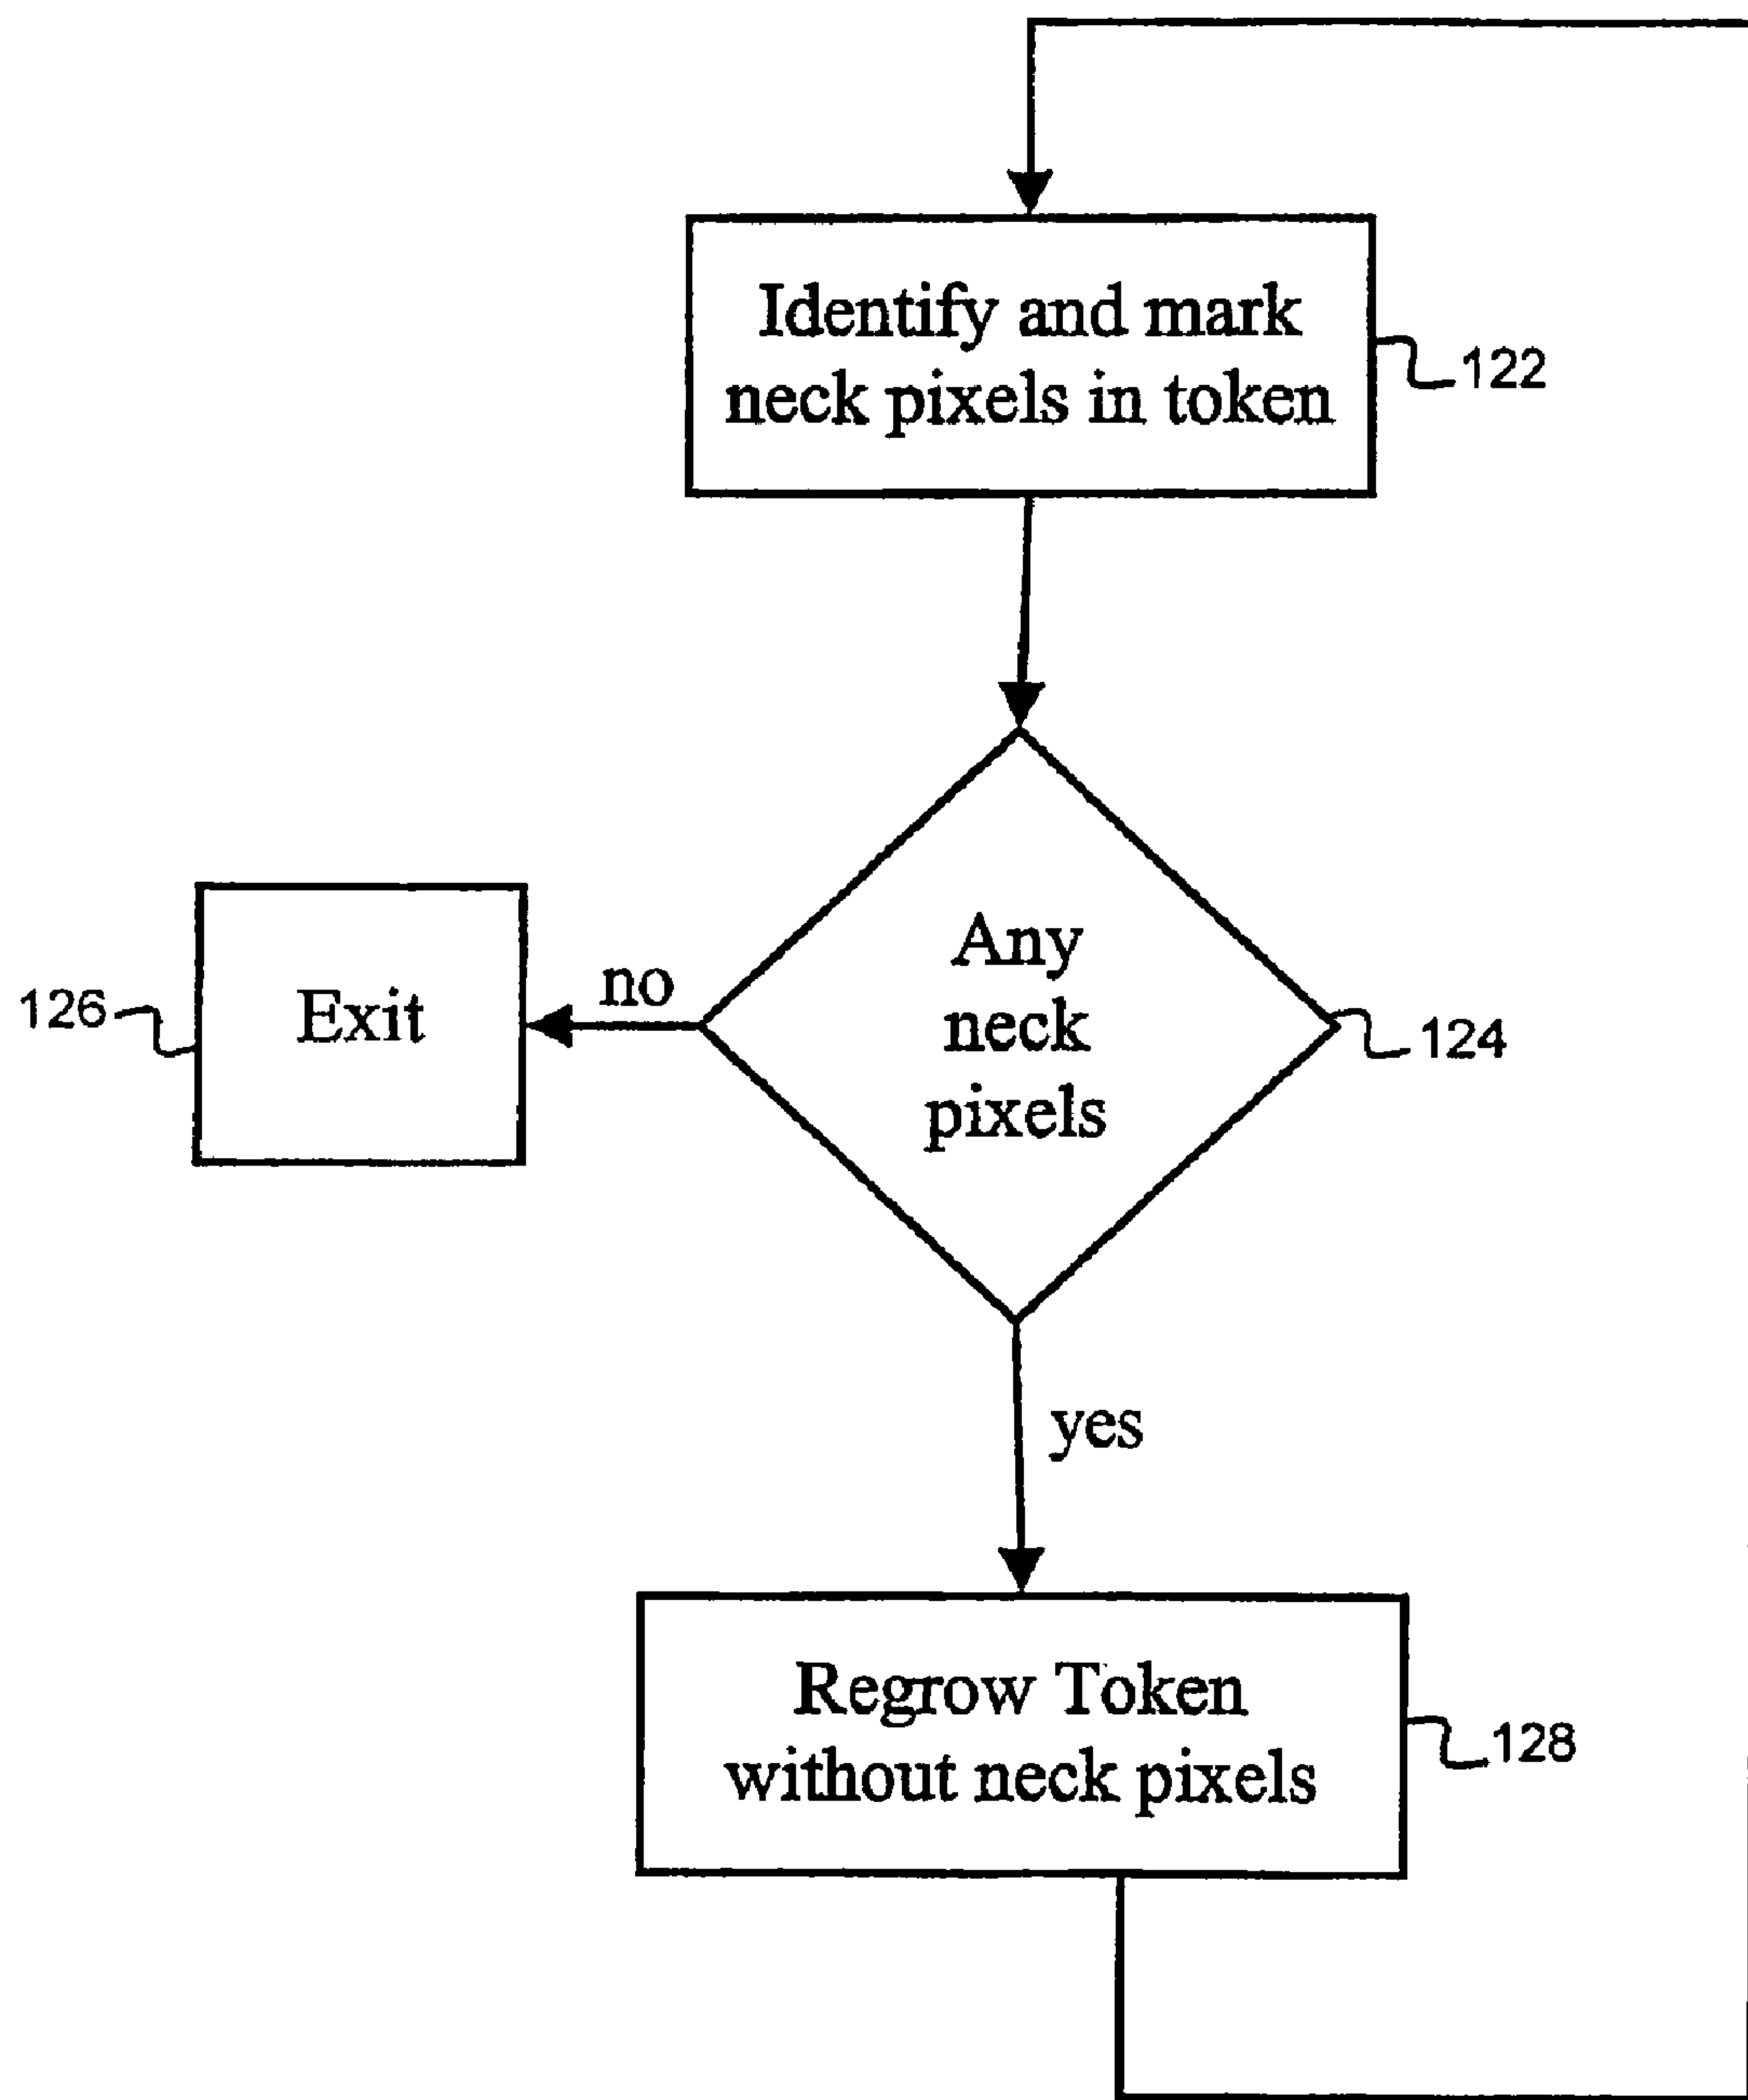 Identify and mark
neck pixels in token
122
Any
neck
pixels
124
no
Exit
126
yes
Regrow Token
without neck pixels
128